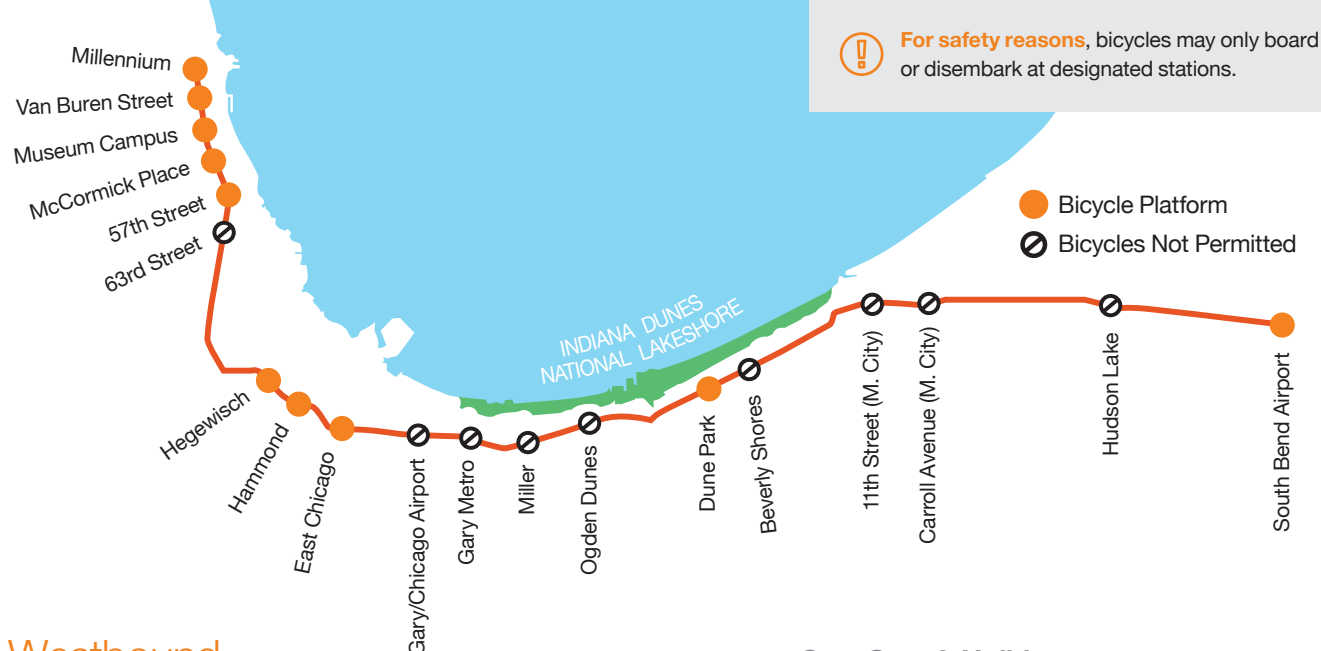 For safety reasons, bicycles may only board
or disembark at designated stations.
Millennium
Van Buren Street
Museum Campus
McCormick Place
57th Street
63rd Street
Bicycle Platform
Bicycles Not Permitted
INDIANA DUNES
NATIONAL LAKESHORE
Hegewisch
Hammond
East Chicago
Gary/Chicago Airport
Gary Metro
Miller
Ogden Dunes
Dune Park
Beverly Shores
11th Street (M. City)
Carroll Avenue (M. City)
Hudson Lake
South Bend Airport
Westbound